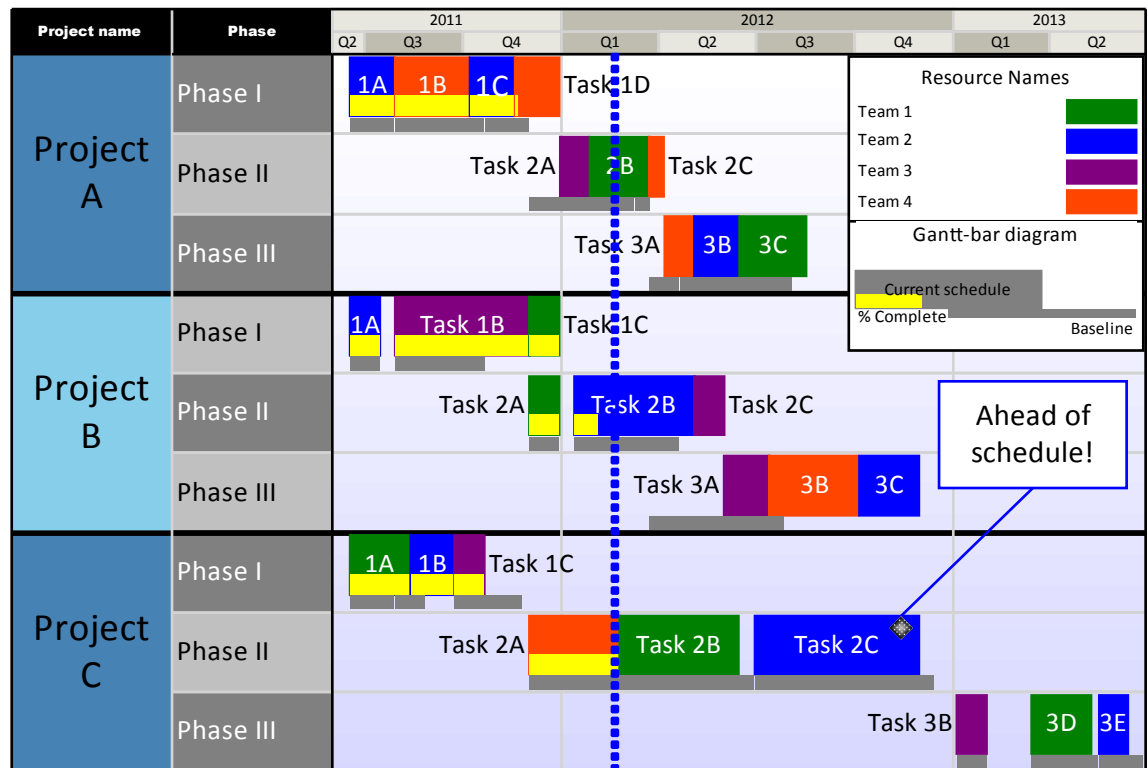 Project name Phase 2011 2012 2013
Q2 Q3 Q4 Q1 Q2 Q3 Q4 Q1 Q2
Project A
Phase I 1A 1B 1C Task 1D
Phase II Task 2A 2B Task 2C
Phase III Task 3A 3B 3C
Resource Names
Team 1
Team 2
Team 3
Team 4
Gantt-bar diagram
Current schedule
% Complete
Baseline
Project B
Phase I 1A Task 1B Task 1C
Phase II Task 2A Task 2B Task 2C
Phase III Task 3A 3B 3C
Ahead of
schedule!
Project C
Phase I 1A 1B Task 1C
Phase II Task 2A Task 2B Task 2C
Phase III Task 3B 3D 3E